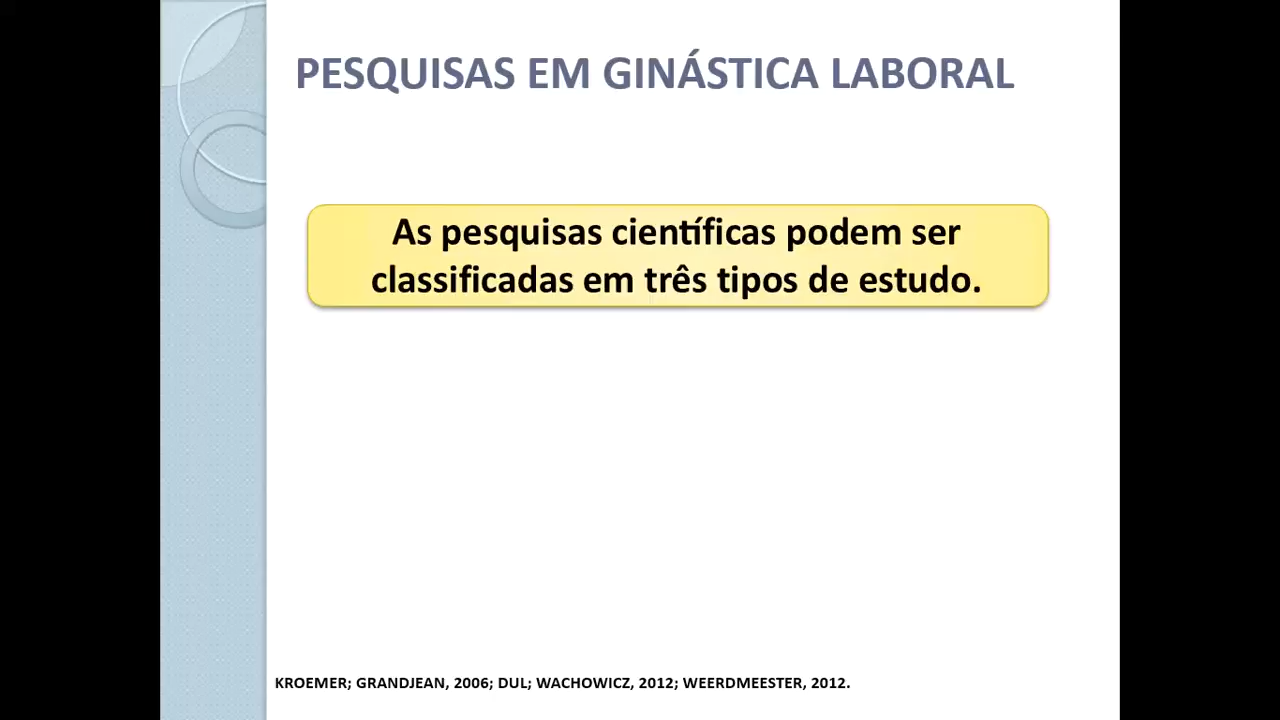 PESQUISAS EM GINÁSTICA LABORAL
As pesquisas científicas podem ser
classificadas em três tipos de estudo.
KROEMER; GRANDJEAN, 2006; DUL; WACHOWICZ, 2012; WEERDMEESTER, 2012.